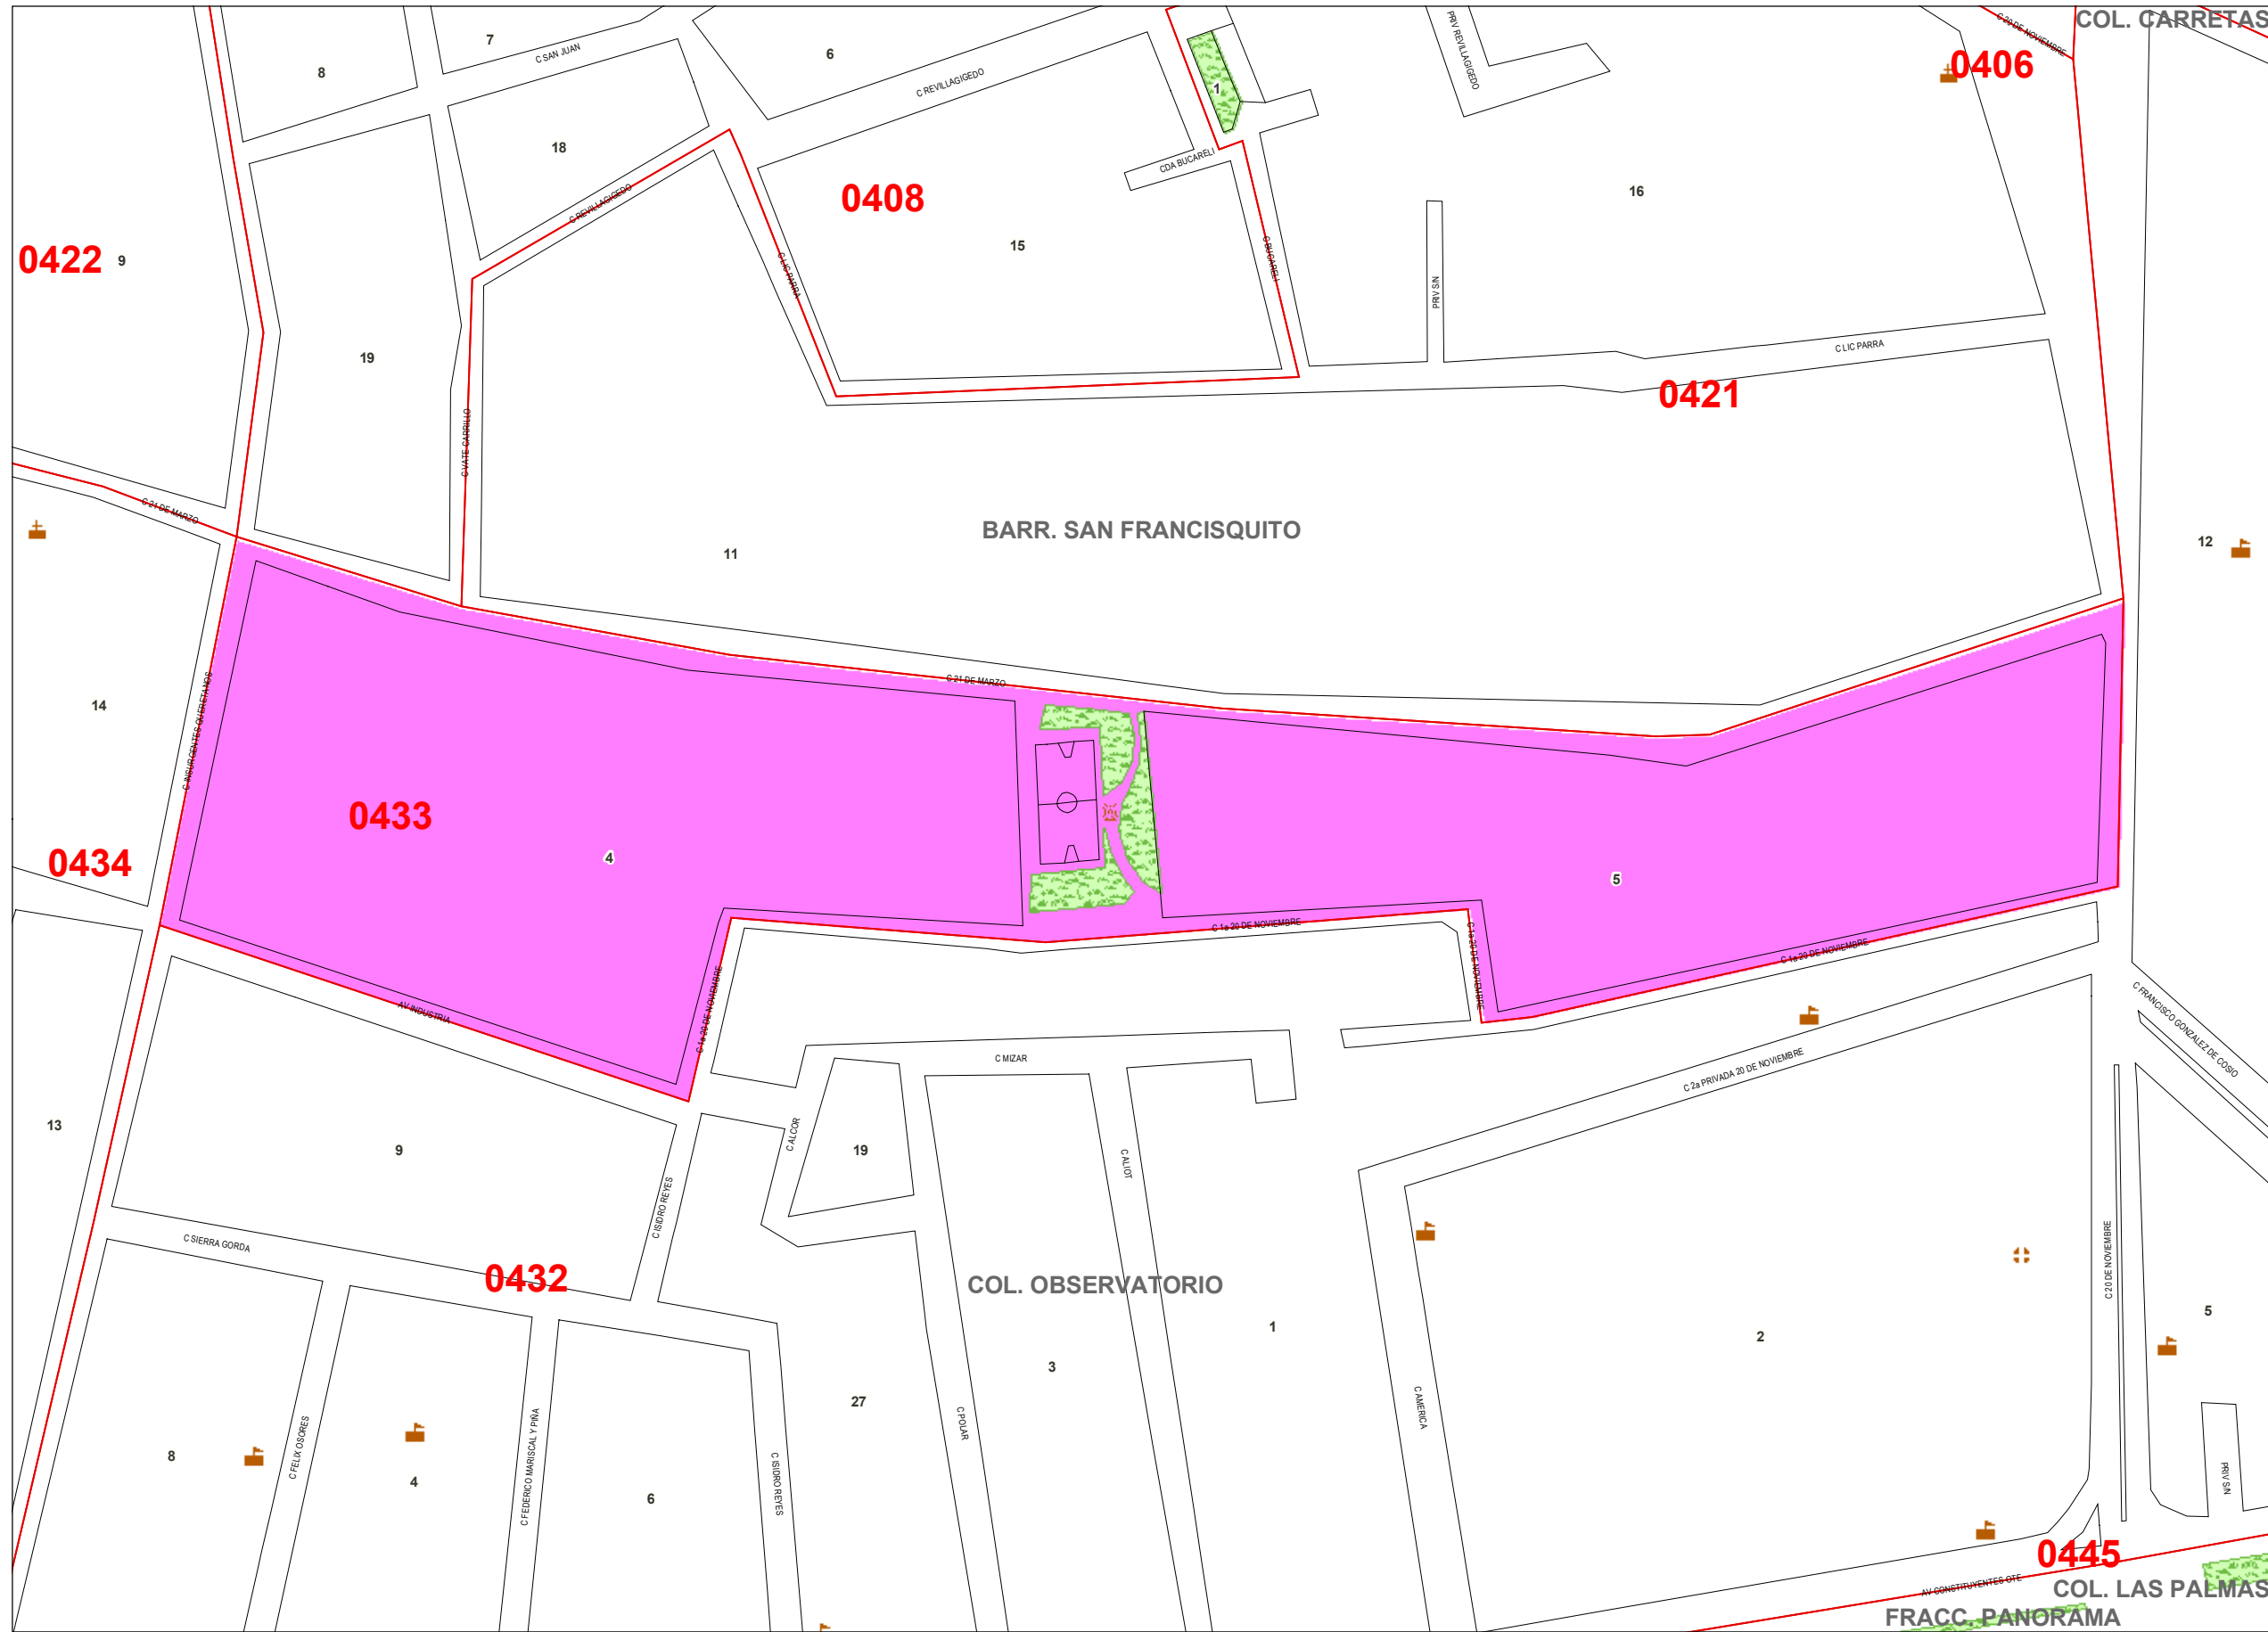 COL. CARRETAS
C 20 DE NOVIEMBRE
0406
7
C SAN JUAN
8
6
C REVILLAGIGEDO
PRIV REVILLAGIGEDO
1
18
CDA BUCARELI
16
C REVILLAGIGEDO
0408
15
0422
9
C LIC PARRA
C BUCARELI
PRIV S/N
C LIC PARRA
19
0421
C VATE CARRILLO
C 21 DE MARZO
BARR. SAN FRANCISQUITO
11
12
C 21 DE MARZO
14
C INSURGENTES QUERETANOS
0433
4
0434
5
C 1a 20 DE NOVIEMBRE
C 1a 20 DE NOVIEMBRE
C 1a 20 DE NOVIEMBRE
C 1a 20 DE NOVIEMBRE
AV INDUSTRIA
C FRANCISCO GONZALEZ DE COSIO
C MIZAR
C 2a PRIVADA 20 DE NOVIEMBRE
13
9
C ALCOR
19
C ALIOT
C ISIDRO REYES
C SIERRA GORDA
0432
COL. OBSERVATORIO
C 20 DE NOVIEMBRE
5
1
2
3
27
C POLAR
C AMERICA
8
C FELIX OSORES
4
C FEDERICO MARISCAL Y PIÑA
6
C ISIDRO REYES
PRIV S/N
0445
AV CONSTITUYENTES OTE
COL. LAS PALMAS
FRACC. PANORAMA